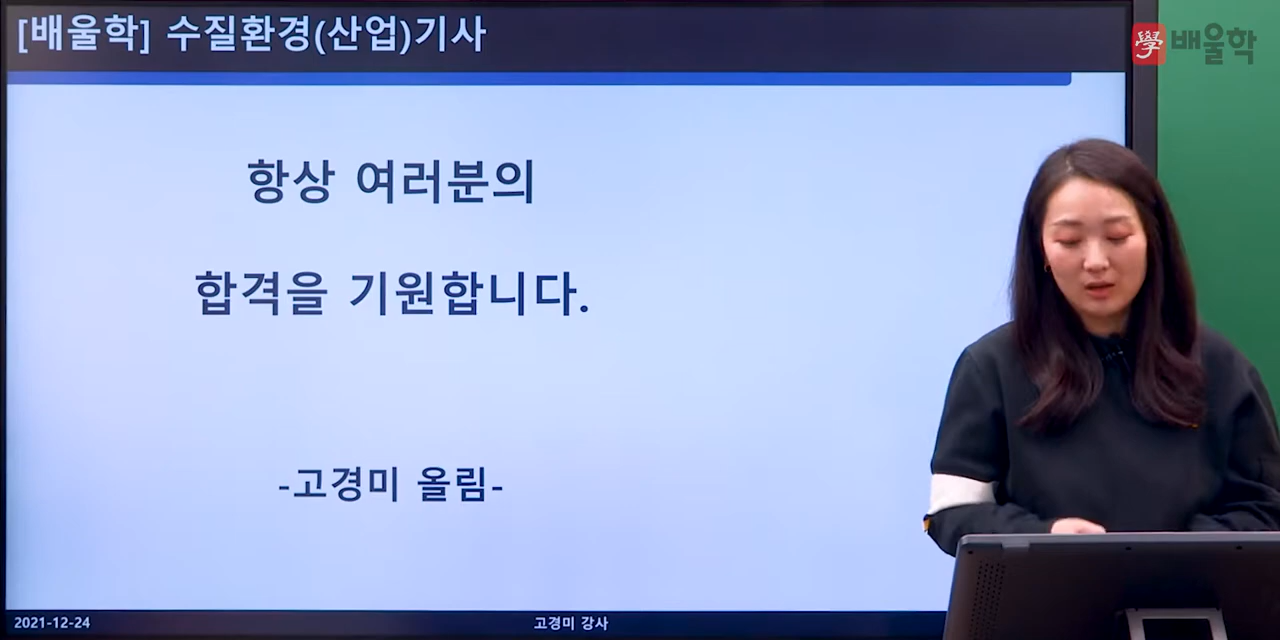 [배울학] 수질환경(산업)기사
學 배울학
항상 여러분의
합격을 기원합니다.
-고경미 올림-
2021-12-24
고경미 강사